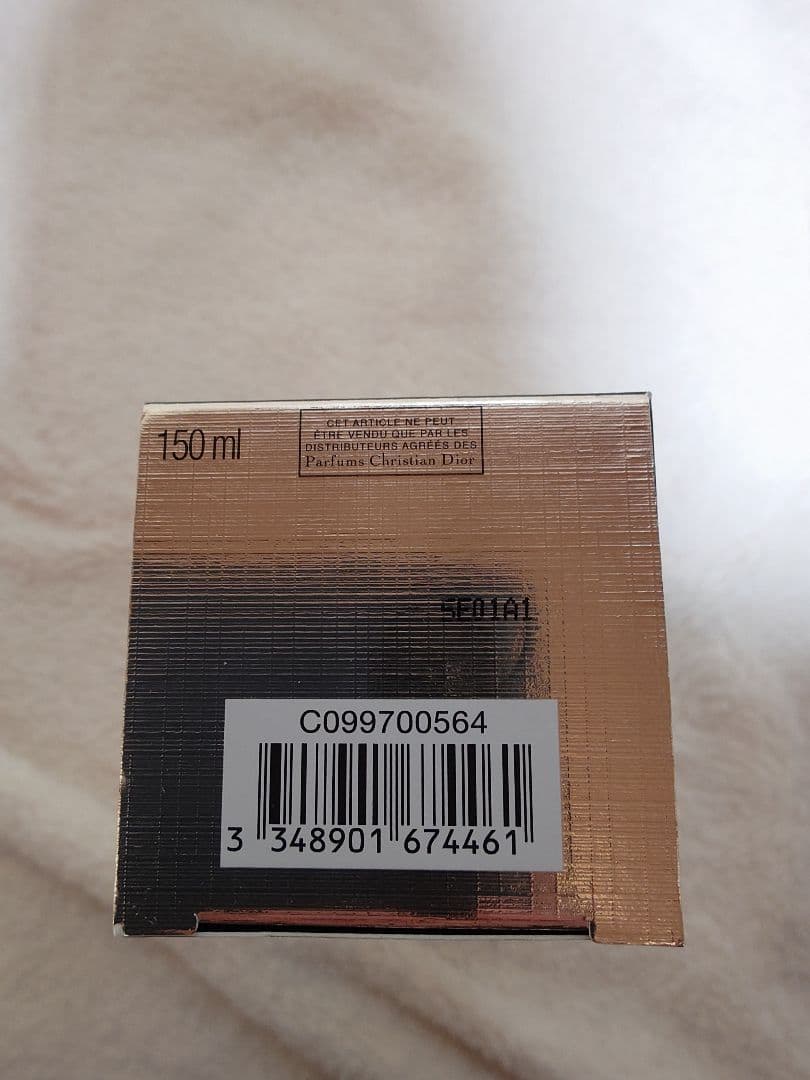 150 ml
CET ARTICLE NE PEUT
ÊTRE VENDU QUE PAR LES
DISTRIBUTEURS AGRÉÉS DES
Parfums Christian Dior
5F01A1
C099700564
3 348901 674461